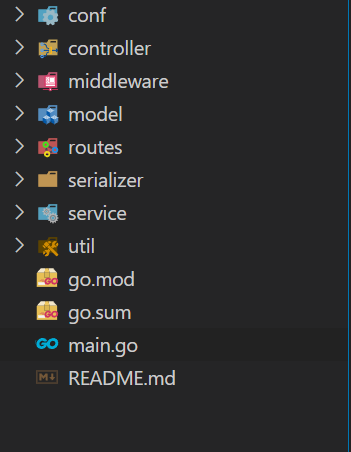 conf
controller
middleware
model
routes
serializer
service
util
go.mod
go.sum
main.go
README.md